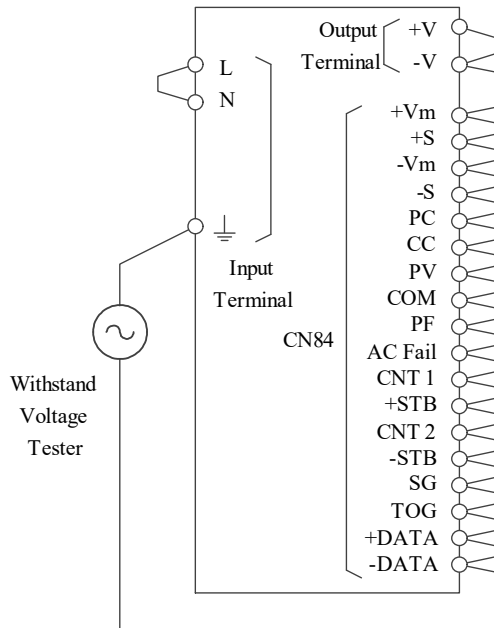 Output
Terminal
+V
-V
L
N
Input
Terminal
Withstand
Voltage
Tester
CN84
+Vm
+S
-Vm
-S
PC
CC
PV
COM
PF
AC Fail
CNT 1
+STB
CNT 2
-STB
SG
TOG
+DATA
-DATA